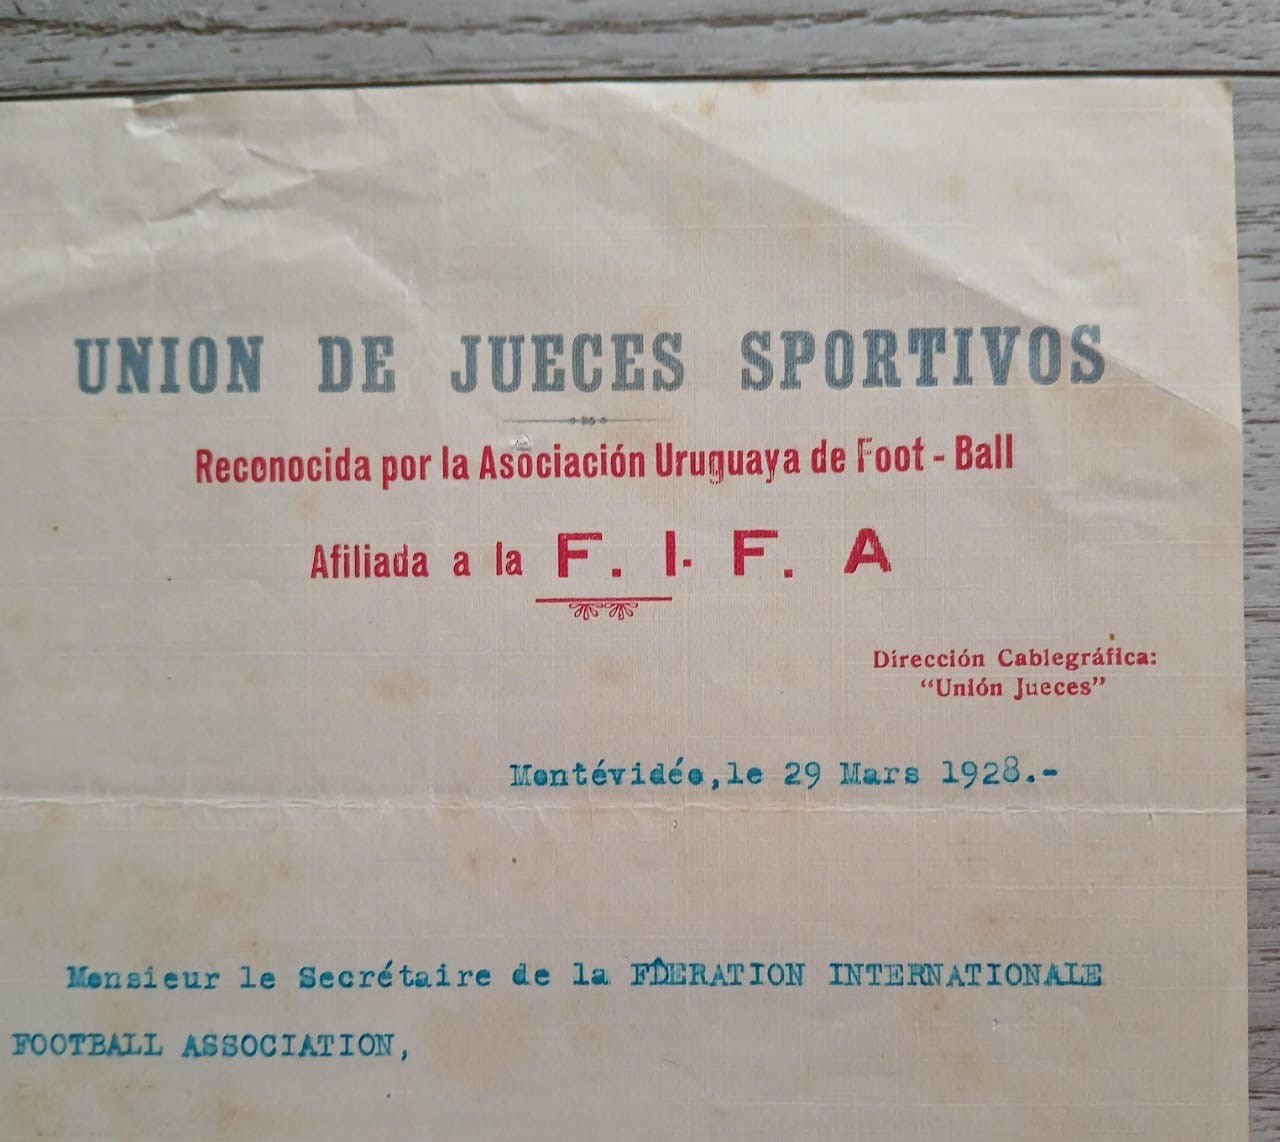 UNION DE JUECES SPORTIVOS
Reconocida por la Asociación Uruguaya de Foot - Ball
Afiliada a la F. I. F. A
Dirección Cablegráfica:
“Unión Jueces”
Montévidéo,le 29 Mars 1928.-
Monsieur le Secrétaire de la FDERATION INTERNATIONALE
FOOTBALL ASSOCIATION,